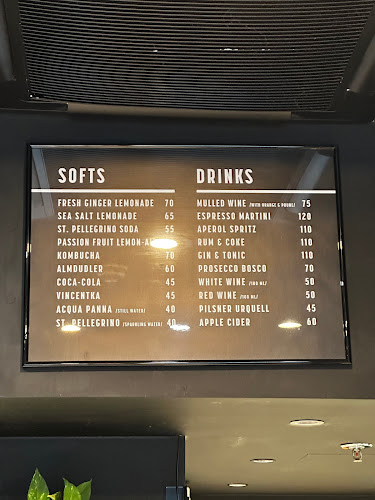 SOFTS
FRESH GINGER LEMONADE 70
SEA SALT LEMONADE 65
ST. PELLEGRINO SODA 55
PASSION FRUIT
KOMBUCHA 70
ALMDUDLER 60
COCA-COLA 45
VINCENTKA 45
ACQUA PANNA (STILL WATER) 40
ST. PELLEGRINO (SPARKLING WATER) 40
DRINKS
MULLED WINE (WITH ORANGE & PRUNE) 75
ESPRESSO MARTINI 120
APEROL SPRITZ 110
RUM & COKE 110
GIN & TONIC 110
PROSECCO BOSCO 70
WHITE WINE (100 ML) 50
RED WINE (100 ML) 50
PILSNER URQUELL 45
APPLE CIDER 60